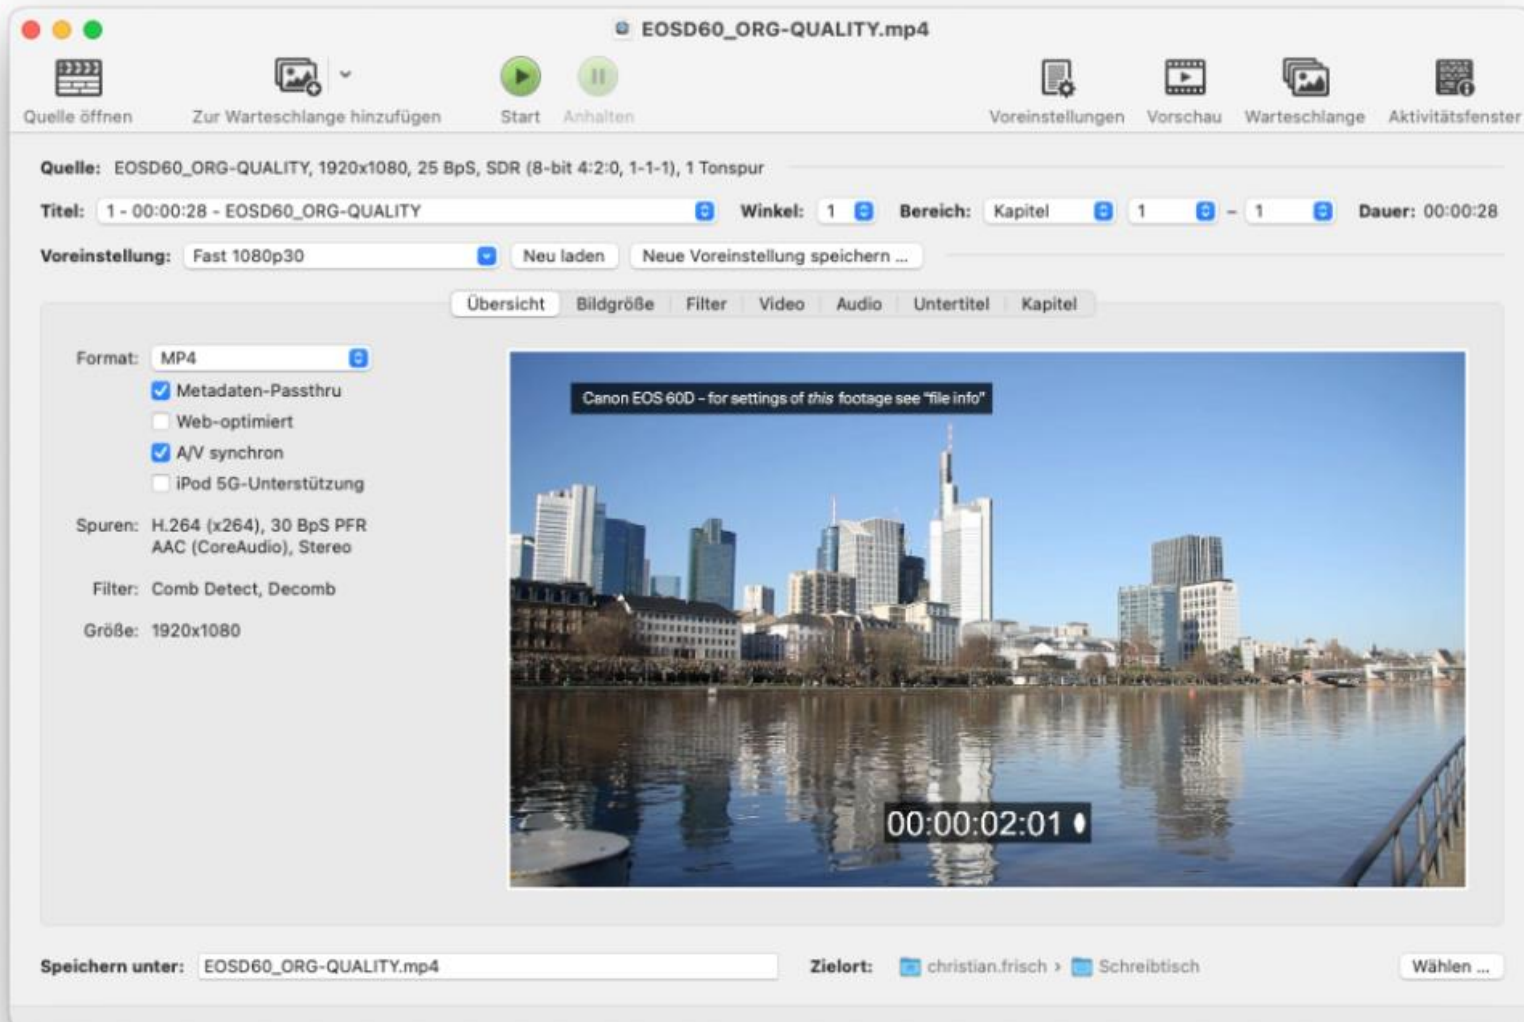 EOSD60_ORG-QUALITY.mp4
Quelle öffnen Zur Warteschlange hinzufügen Start Anhalten Voreinstellungen Vorschau Warteschlange Aktivitätsfenster
Quelle: EOSD60_ORG-QUALITY, 1920x1080, 25 BpS, SDR (8-bit 4:2:0, 1-1-1), 1 Tonspur
Titel: 1 - 00:00:28 - EOSD60_ORG-QUALITY Winkel: 1 Bereich: Kapitel 1 – 1 Dauer: 00:00:28
Voreinstellung: Fast 1080p30 Neu laden Neue Voreinstellung speichern ...
Übersicht Bildgröße Filter Video Audio Untertitel Kapitel
Format: MP4
Metadaten-Passthru
Web-optimiert
A/V synchron
iPod 5G-Unterstützung
Spuren: H.264 (x264), 30 BpS PFR
AAC (CoreAudio), Stereo
Filter: Comb Detect, Decomb
Größe: 1920x1080
Canon EOS 60D – for settings of this footage see "file info"
00:00:02:01
Speichern unter: EOSD60_ORG-QUALITY.mp4 Zielort: christian.frisch › Schreibtisch Wählen ...